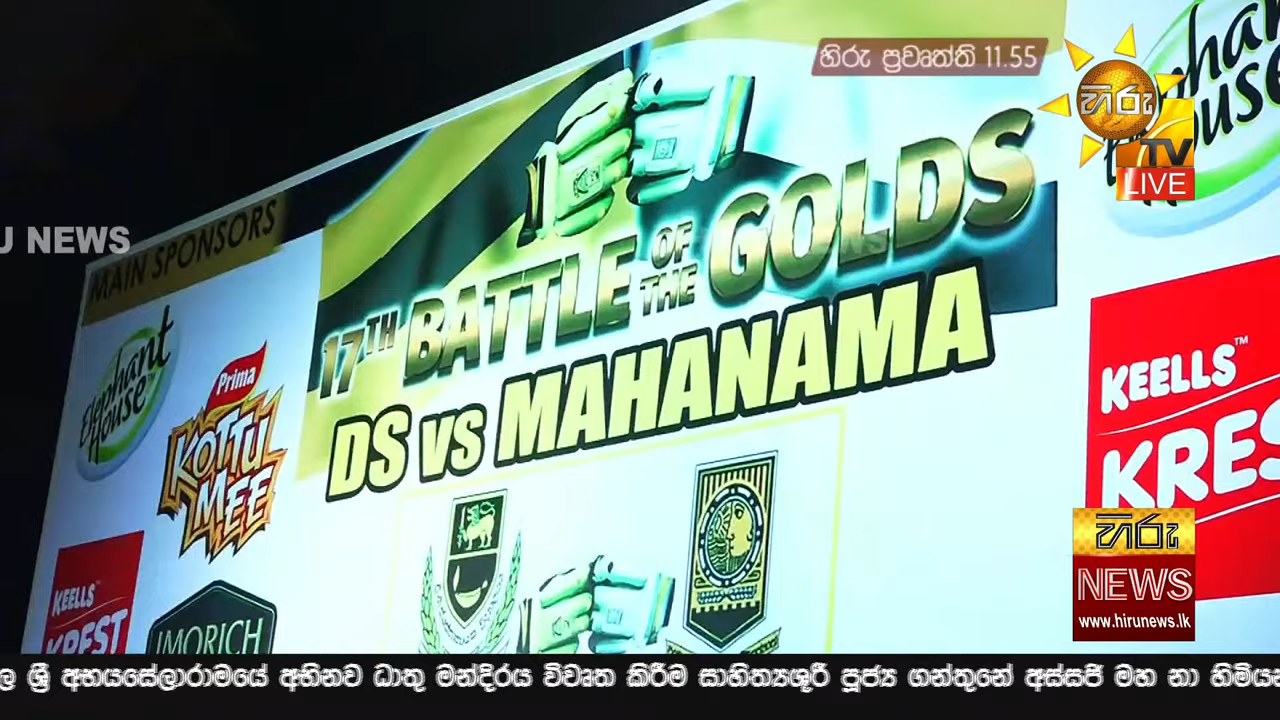 හිරු ප්‍රවෘත්ති 11.55
හිරු
TV
LIVE
U NEWS
MAIN SPONSORS
Elephant House
Prima
KOTTU MEE
KEELLS
KREST
IMORICH
17TH BATTLE OF THE GOLDS
DS VS MAHANAMA
KEELLS™
KRES
හිරු
NEWS
www.hirunews.lk
ල ශ්‍රී අභයසේලාරාමයේ අභිනව ධාතු මන්දිරය විවෘත කිරීම සාහිත්‍යශූරී පූජ්‍ය ගන්තුනේ අස්සජි මහ නා හිමියන්